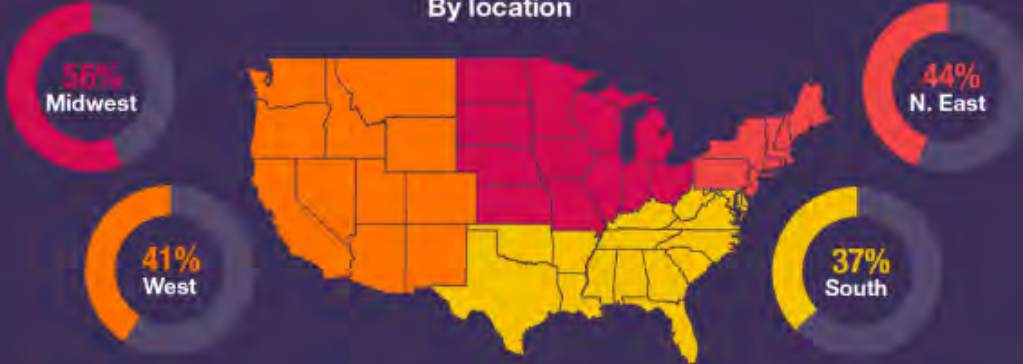 By location
56%
Midwest
44%
N. East
41%
West
37%
South